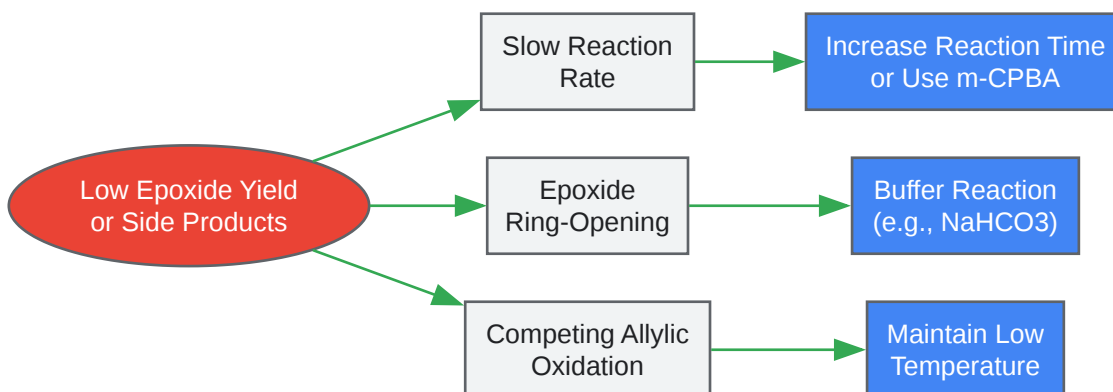 Slow Reaction
Rate
Increase Reaction Time
or Use m-CPBA
Low Epoxide Yield
or Side Products
Epoxide
Ring-Opening
Buffer Reaction
(e.g., NaHCO3)
Competing Allylic
Oxidation
Maintain Low
Temperature